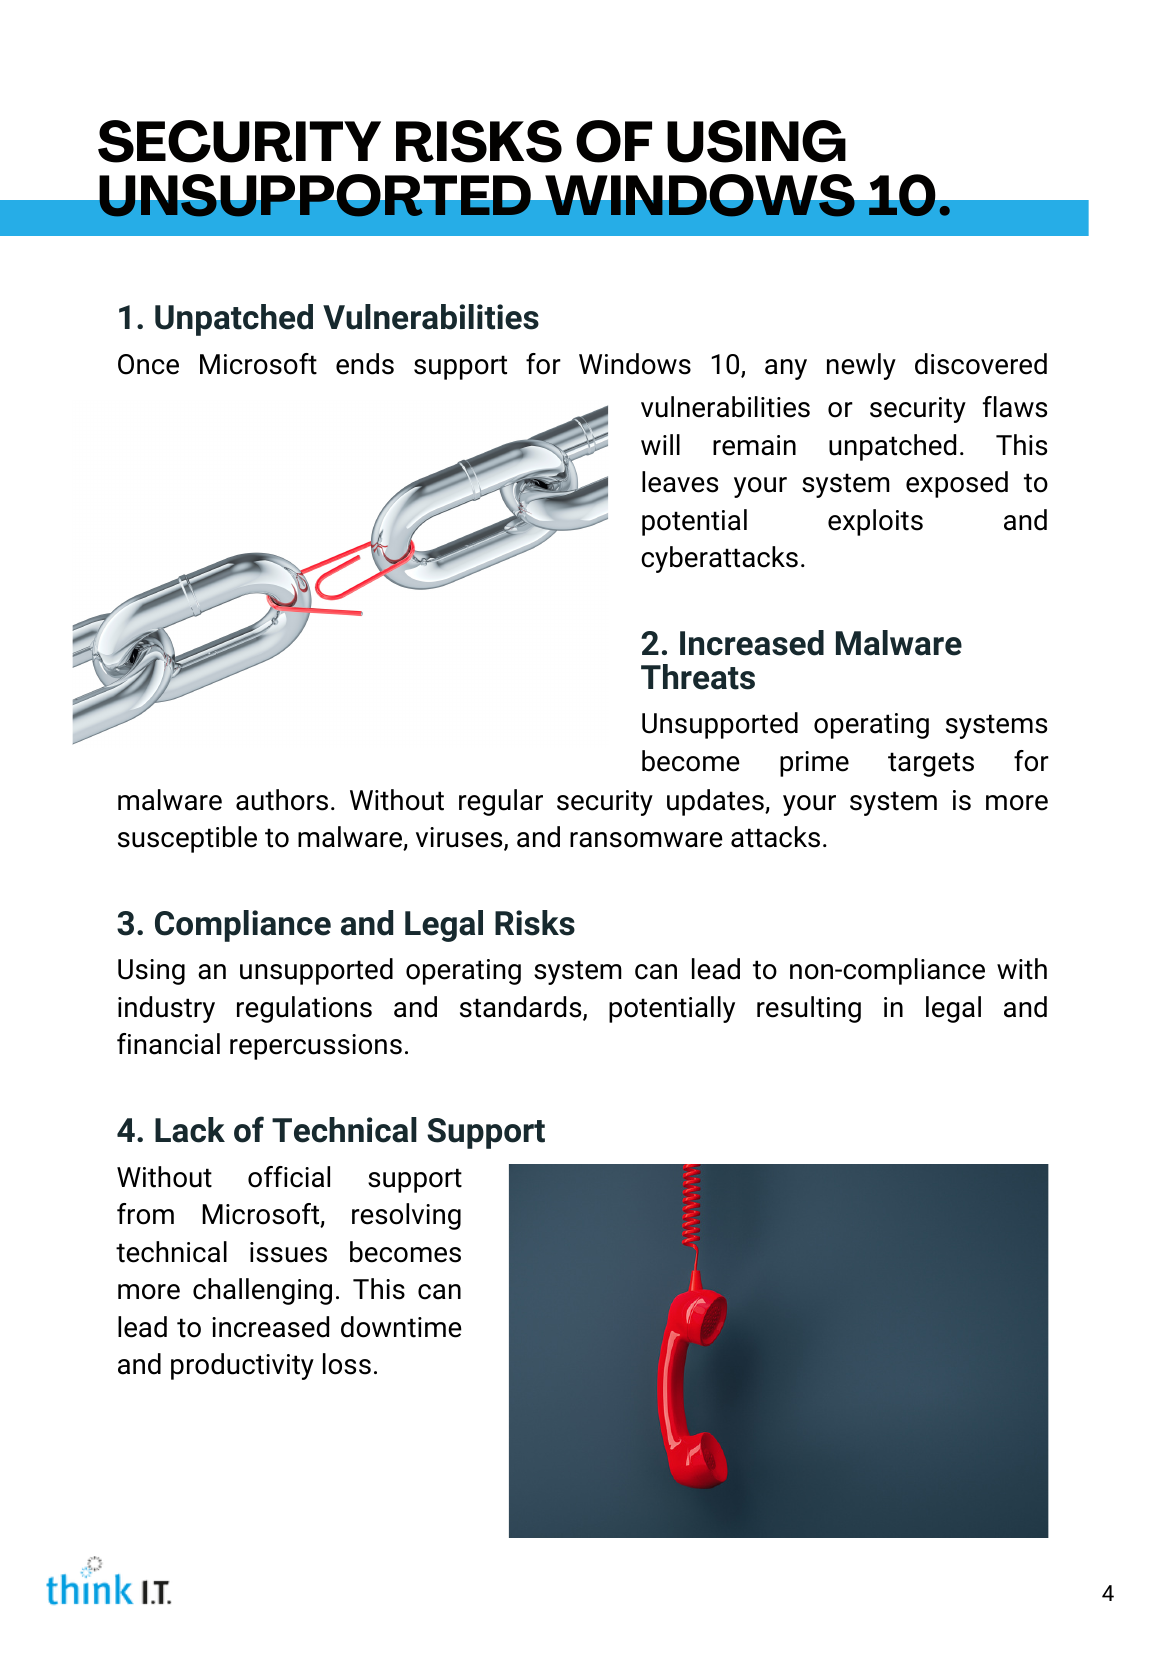 SECURITY RISKS OF USING
UNSUPPORTED WINDOWS 10.
1. Unpatched Vulnerabilities
Once Microsoft ends support for Windows 10, any newly discovered
vulnerabilities or security flaws
will remain unpatched. This
leaves your system exposed to
potential exploits and
cyberattacks.
2. Increased Malware
Threats
Unsupported operating systems
become prime targets for
malware authors. Without regular security updates, your system is more
susceptible to malware, viruses, and ransomware attacks.
3. Compliance and Legal Risks
Using an unsupported operating system can lead to non-compliance with
industry regulations and standards, potentially resulting in legal and
financial repercussions.
4. Lack of Technical Support
Without official support
from Microsoft, resolving
technical issues becomes
more challenging. This can
lead to increased downtime
and productivity loss.
think I.T.
4